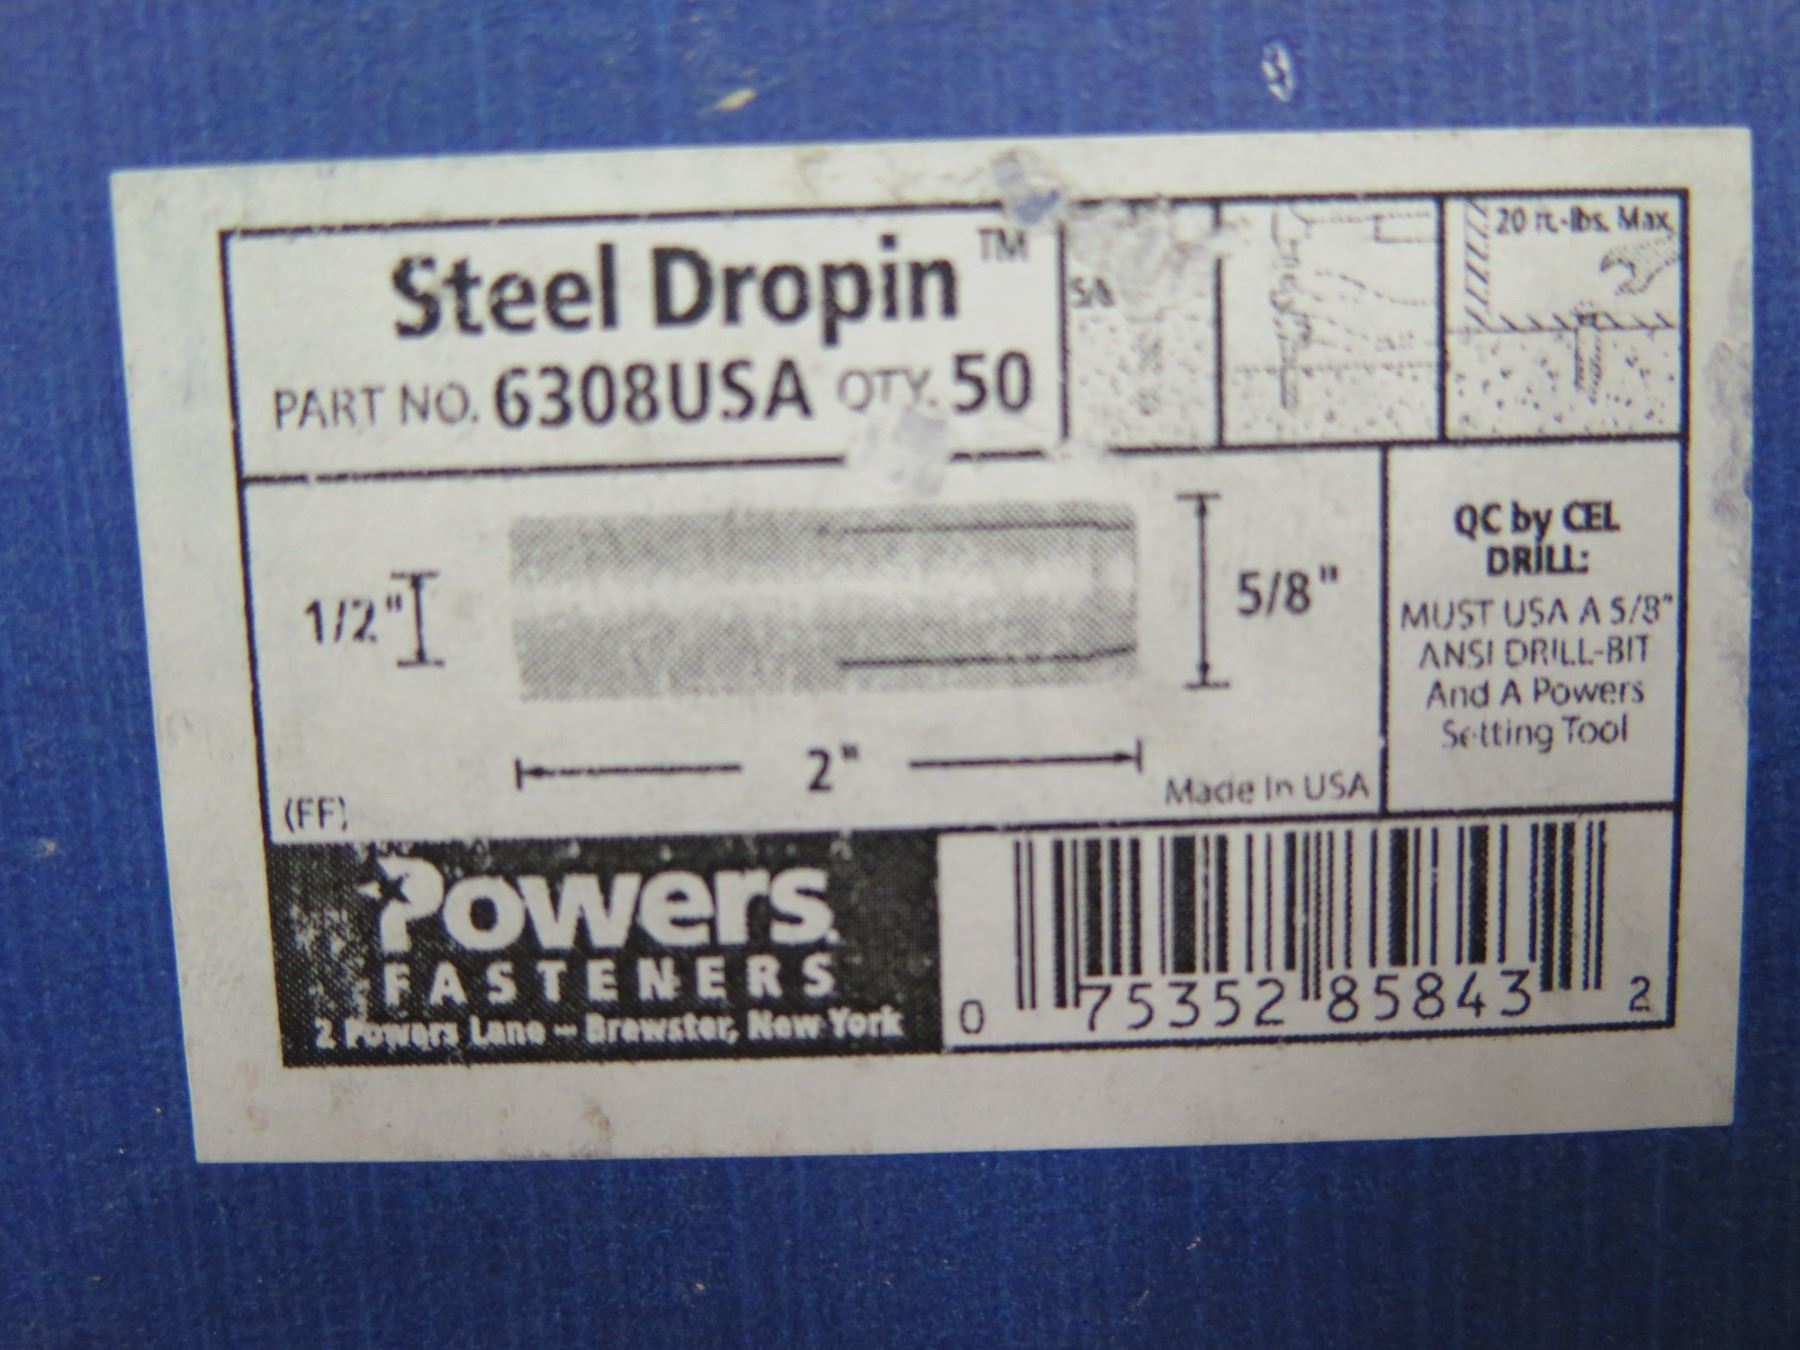 Steel Dropin™
PART NO. 6308USA QTY. 50
5/8
20 ft.-lbs. Max.
1/2"
5/8"
2"
(FF)
Made In USA
QC by CEL
DRILL:
MUST USA A 5/8"
ANSI DRILL-BIT
And A Powers
Setting Tool
Powers
FASTENERS
2 Powers Lane – Brewster, New York
0 75352 85843 2